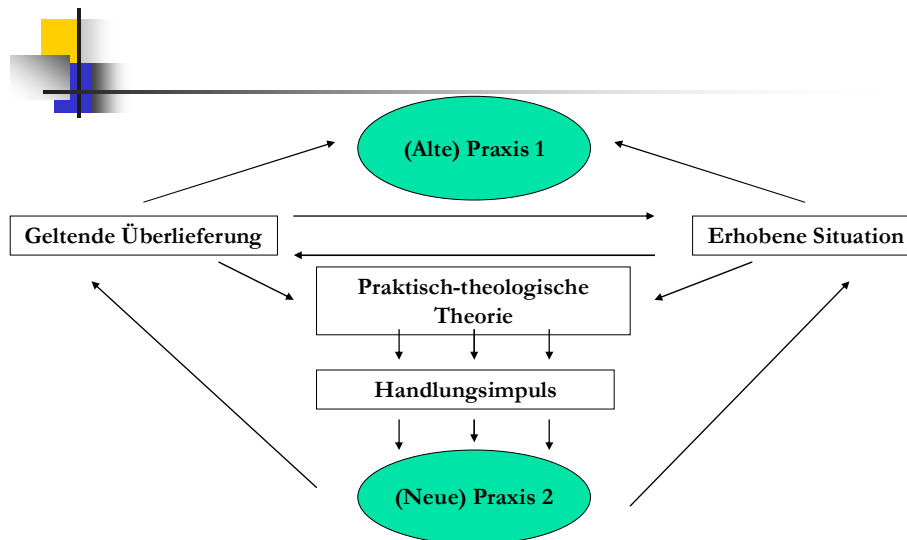 (Alte) Praxis 1
Geltende Überlieferung
Erhobene Situation
Praktisch-theologische
Theorie
Handlungsimpuls
(Neue) Praxis 2